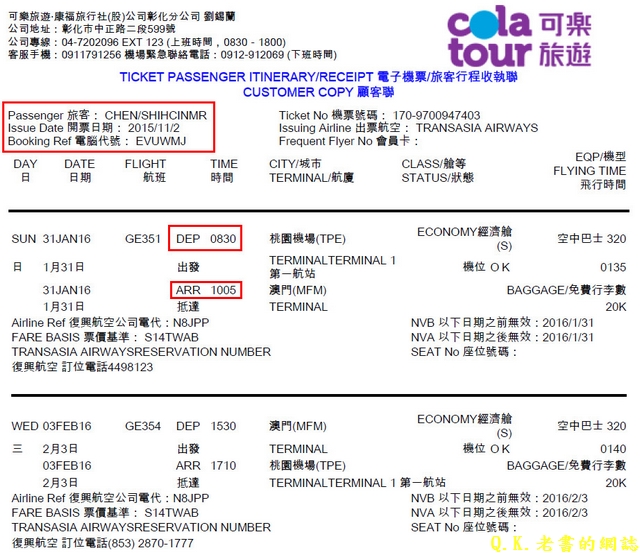 可樂旅遊-康福旅行社(股)公司彰化分公司 劉錫蘭
公司地址：彰化市中正路二段599號
公司專線：04-7202096 EXT 123 (上班時間，0830 - 1800)
客服手機：0911791256 機場緊急聯絡電話：0912-912069 (下班時間)
cola tour 可樂旅遊
TICKET PASSENGER ITINERARY/RECEIPT 電子機票/旅客行程收執聯
CUSTOMER COPY 顧客聯
Passenger 旅客： CHEN/SHIHCINMR Ticket No 機票號碼： 170-9700947403
Issue Date 開票日期： 2015/11/2 Issuing Airline 出票航空： TRANSASIA AIRWAYS
Booking Ref 電腦代號： EVUWMJ Frequent Flyer No 會員卡：
DAY DATE FLIGHT TIME CITY/城市 CLASS/艙等 EQP/機型
日 日期 航班 時間 TERMINAL/航廈 STATUS/狀態 FLYING TIME
飛行時間
SUN 31JAN16 GE351 DEP 0830 桃園機場(TPE) ECONOMY經濟艙 (S) 空中巴士 320
日 1月31日 出發 TERMINALTERMINAL 1 第一航站 機位 O K 0135
31JAN16 ARR 1005 澳門(MFM) BAGGAGE/免費行李數
1月31日 抵達 TERMINAL 20K
Airline Ref 復興航空公司電代：N8JPP NVB 以下日期之前無效：2016/1/31
FARE BASIS 票價基準： S14TWAB NVA 以下日期之後無效：2016/1/31
TRANSASIA AIRWAYSRESERVATION NUMBER SEAT No 座位號碼：
復興航空 訂位電話4498123
WED 03FEB16 GE354 DEP 1530 澳門(MFM) ECONOMY經濟艙 (S) 空中巴士 320
三 2月3日 出發 TERMINAL 機位 O K 0140
03FEB16 ARR 1710 桃園機場(TPE) BAGGAGE/免費行李數
2月3日 抵達 TERMINALTERMINAL 1 第一航站 20K
Airline Ref 復興航空公司電代：N8JPP NVB 以下日期之前無效：2016/2/3
FARE BASIS 票價基準： S14TWAB NVA 以下日期之後無效：2016/2/3
TRANSASIA AIRWAYSRESERVATION NUMBER SEAT No 座位號碼：
復興航空 訂位電話(853) 2870-1777
Q.K.老書的網誌